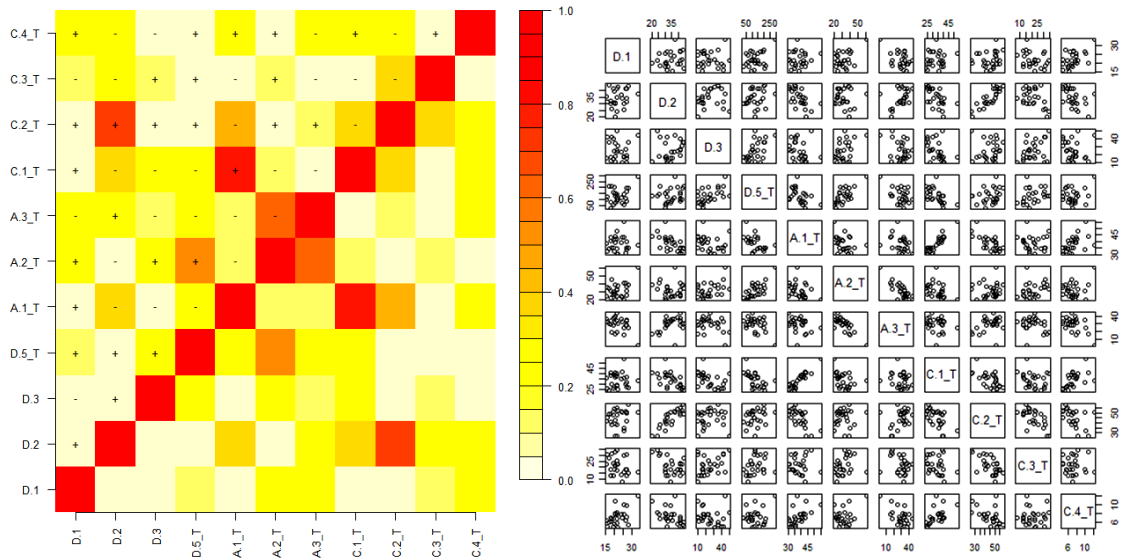 C.4_T + - - + + + - + - +
C.3_T - - + + - + - - -
C.2_T + + + + - + + -
C.1_T + - - - + - -
A.3_T - + - - - -
A.2_T + - + + -
A.1_T + - - -
D.5_T + + +
D.3 - +
D.2 +
D.1
D.1 D.2 D.3 D.5_T A.1_T A.2_T A.3_T C.1_T C.2_T C.3_T C.4_T
1.0
0.8
0.6
0.4
0.2
0.0
20 35 50 250 20 50 25 45 10 25
D.1 15 30
20 35 D.2
D.3 10 40
50 250 D.5_T
A.1_T 30 45
20 50 A.2_T
A.3_T 10 40
25 45 C.1_T
C.2_T 30 50
10 25 C.3_T
C.4_T 6 10
15 30 10 40 30 45 10 40 30 50 6 10